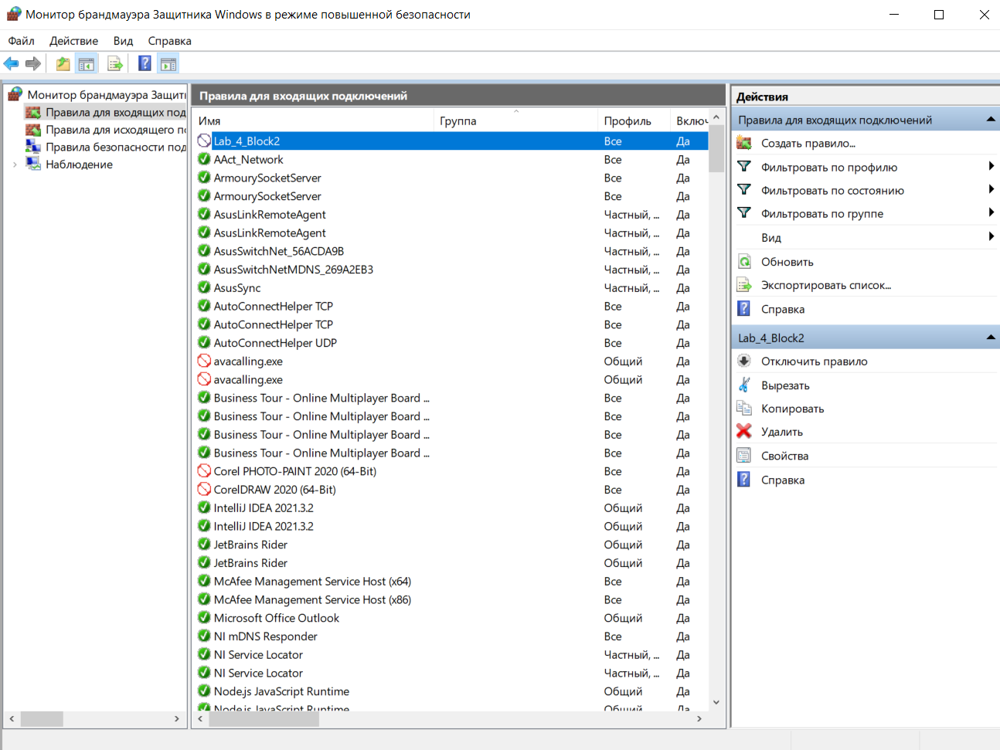 Монитор брандмауэра Защитника Windows в режиме повышенной безопасности
Файл Действие Вид Справка
Монитор брандмауэра Защити
Правила для входящих под
Правила для исходящего по
Правила безопасности под
Наблюдение
Правила для входящих подключений
Имя Группа Профиль Включ
Lab_4_Block2 Все Да
AAct_Network Все Да
ArmourySocketServer Все Да
ArmourySocketServer Все Да
AsusLinkRemoteAgent Частный, ... Да
AsusLinkRemoteAgent Частный, ... Да
AsusSwitchNet_56ACDA9B Частный, ... Да
AsusSwitchNetMDNS_269A2EB3 Частный, ... Да
AsusSync Частный, ... Да
AutoConnectHelper TCP Все Да
AutoConnectHelper TCP Все Да
AutoConnectHelper UDP Все Да
avacalling.exe Общий Да
avacalling.exe Общий Да
Business Tour - Online Multiplayer Board ... Все Да
Business Tour - Online Multiplayer Board ... Все Да
Business Tour - Online Multiplayer Board ... Все Да
Business Tour - Online Multiplayer Board ... Все Да
Corel PHOTO-PAINT 2020 (64-Bit) Все Да
CorelDRAW 2020 (64-Bit) Все Да
IntelliJ IDEA 2021.3.2 Общий Да
IntelliJ IDEA 2021.3.2 Общий Да
JetBrains Rider Общий Да
JetBrains Rider Общий Да
McAfee Management Service Host (x64) Все Да
McAfee Management Service Host (x86) Все Да
Microsoft Office Outlook Общий Да
NI mDNS Responder Все Да
NI Service Locator Частный, ... Да
NI Service Locator Частный, ... Да
Node.js JavaScript Runtime Общий Да
Node.js JavaScript Runtime Общий Да
Действия
Правила для входящих подключений
Создать правило...
Фильтровать по профилю
Фильтровать по состоянию
Фильтровать по группе
Вид
Обновить
Экспортировать список...
Справка
Lab_4_Block2
Отключить правило
Вырезать
Копировать
Удалить
Свойства
Справка